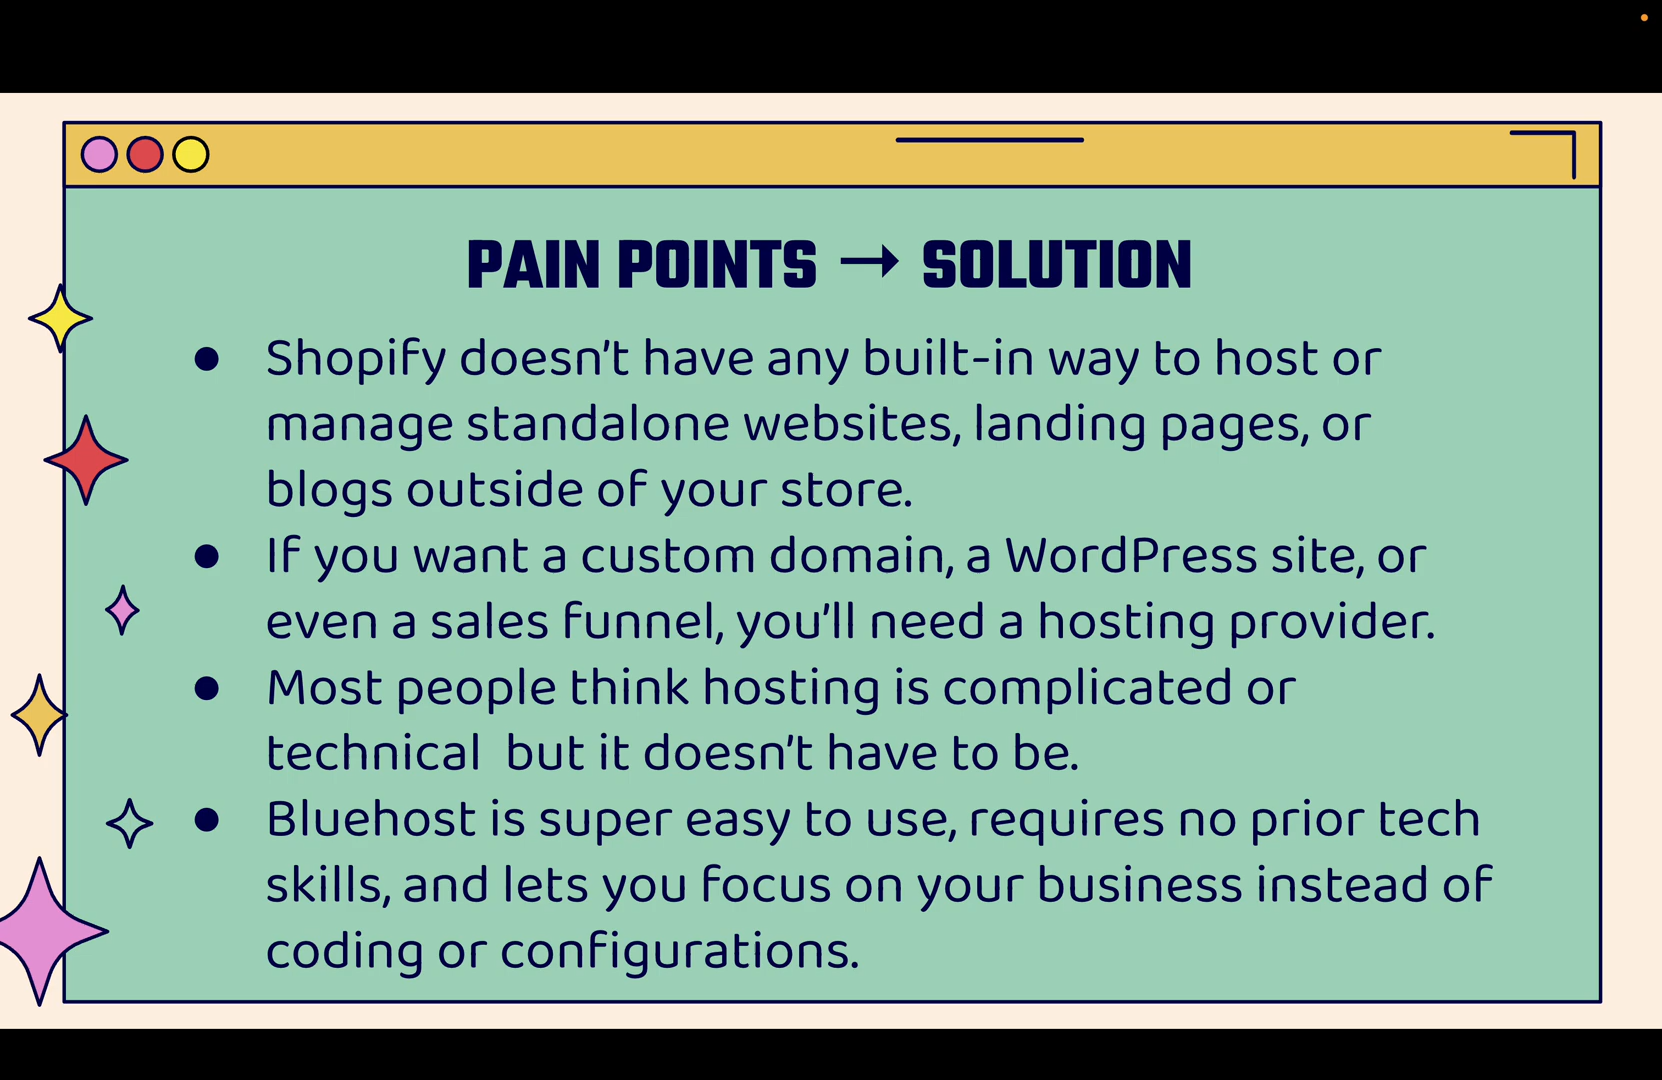 PAIN POINTS → SOLUTION
● Shopify doesn't have any built-in way to host or
manage standalone websites, landing pages, or
blogs outside of your store.
● If you want a custom domain, a WordPress site, or
even a sales funnel, you'll need a hosting provider.
● Most people think hosting is complicated or
technical  but it doesn't have to be.
● Bluehost is super easy to use, requires no prior tech
skills, and lets you focus on your business instead of
coding or configurations.